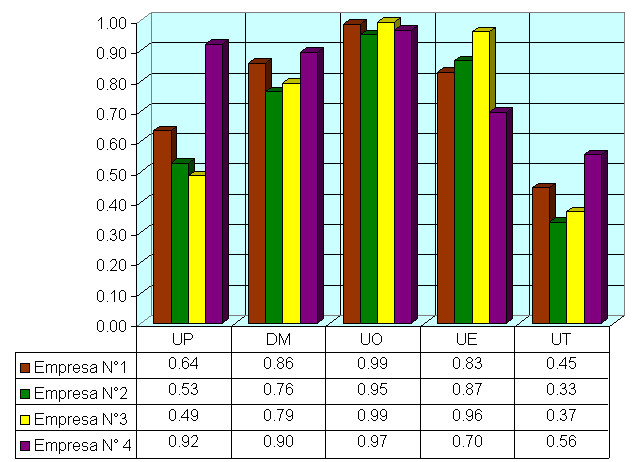 1.00
0.90
0.80
0.70
0.60
0.50
0.40
0.30
0.20
0.10
0.00
UP DM UO UE UT
Empresa N°1 0.64 0.86 0.99 0.83 0.45
Empresa N°2 0.53 0.76 0.95 0.87 0.33
Empresa N°3 0.49 0.79 0.99 0.96 0.37
Empresa N° 4 0.92 0.90 0.97 0.70 0.56